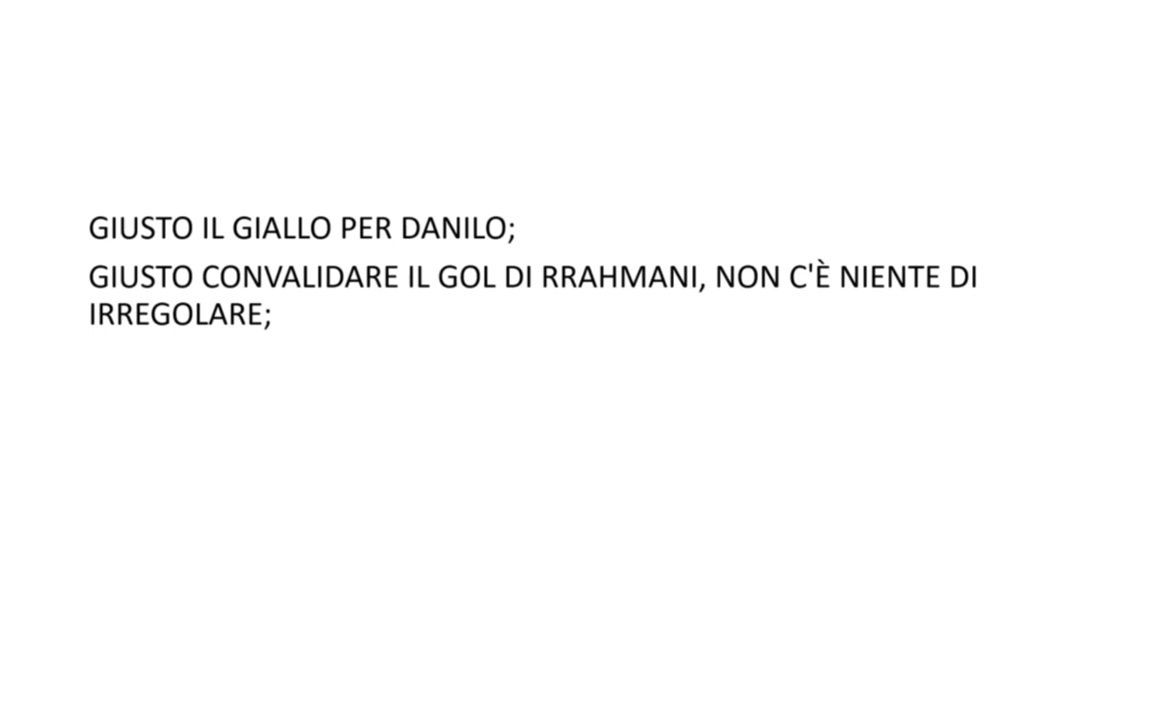 GIUSTO IL GIALLO PER DANILO;
GIUSTO CONVALIDARE IL GOL DI RRAHMANI, NON C'È NIENTE DI
IRREGOLARE;